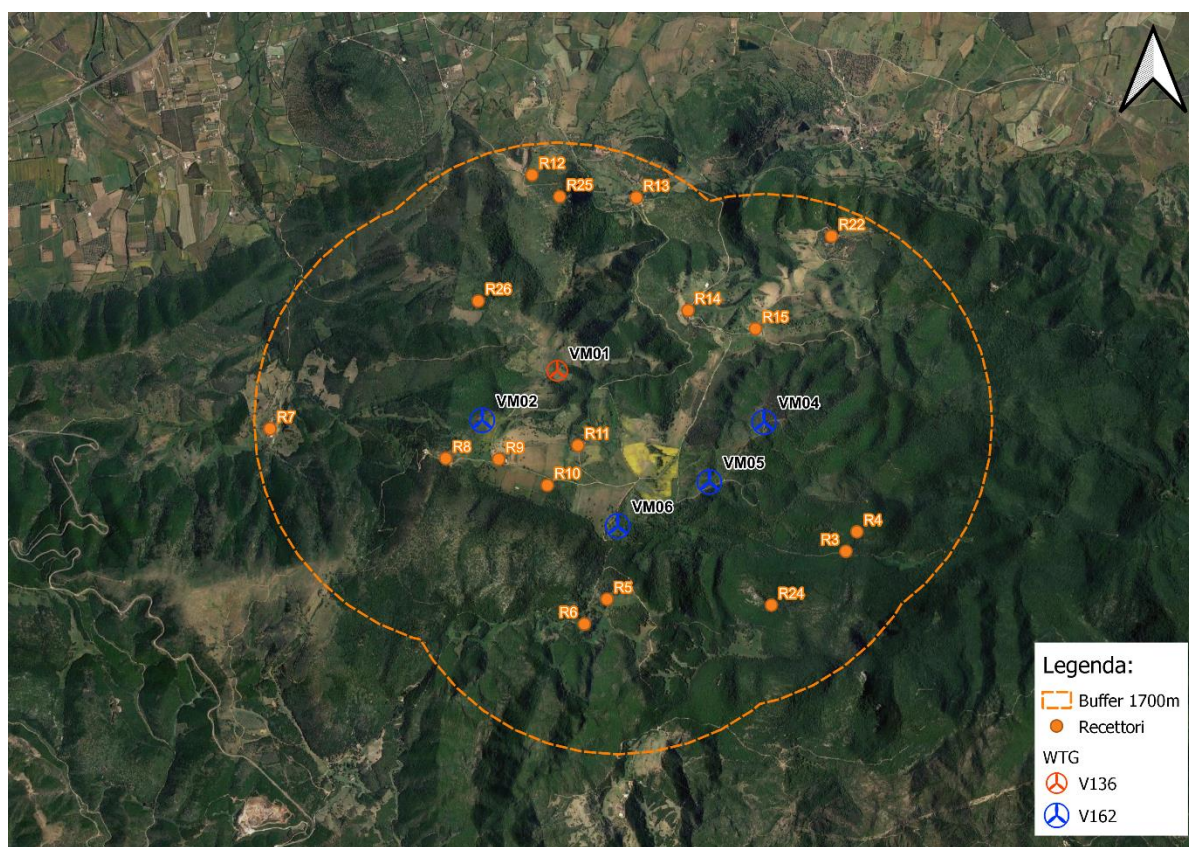 R12
R25
R13
R22
R26
R14
R15
VM01
VM02
VM04
R7
R11
R8
R9
R10
VM05
VM06
R4
R3
R5
R24
R6
Legenda:
Buffer 1700m
Recettori
WTG
V136
V162